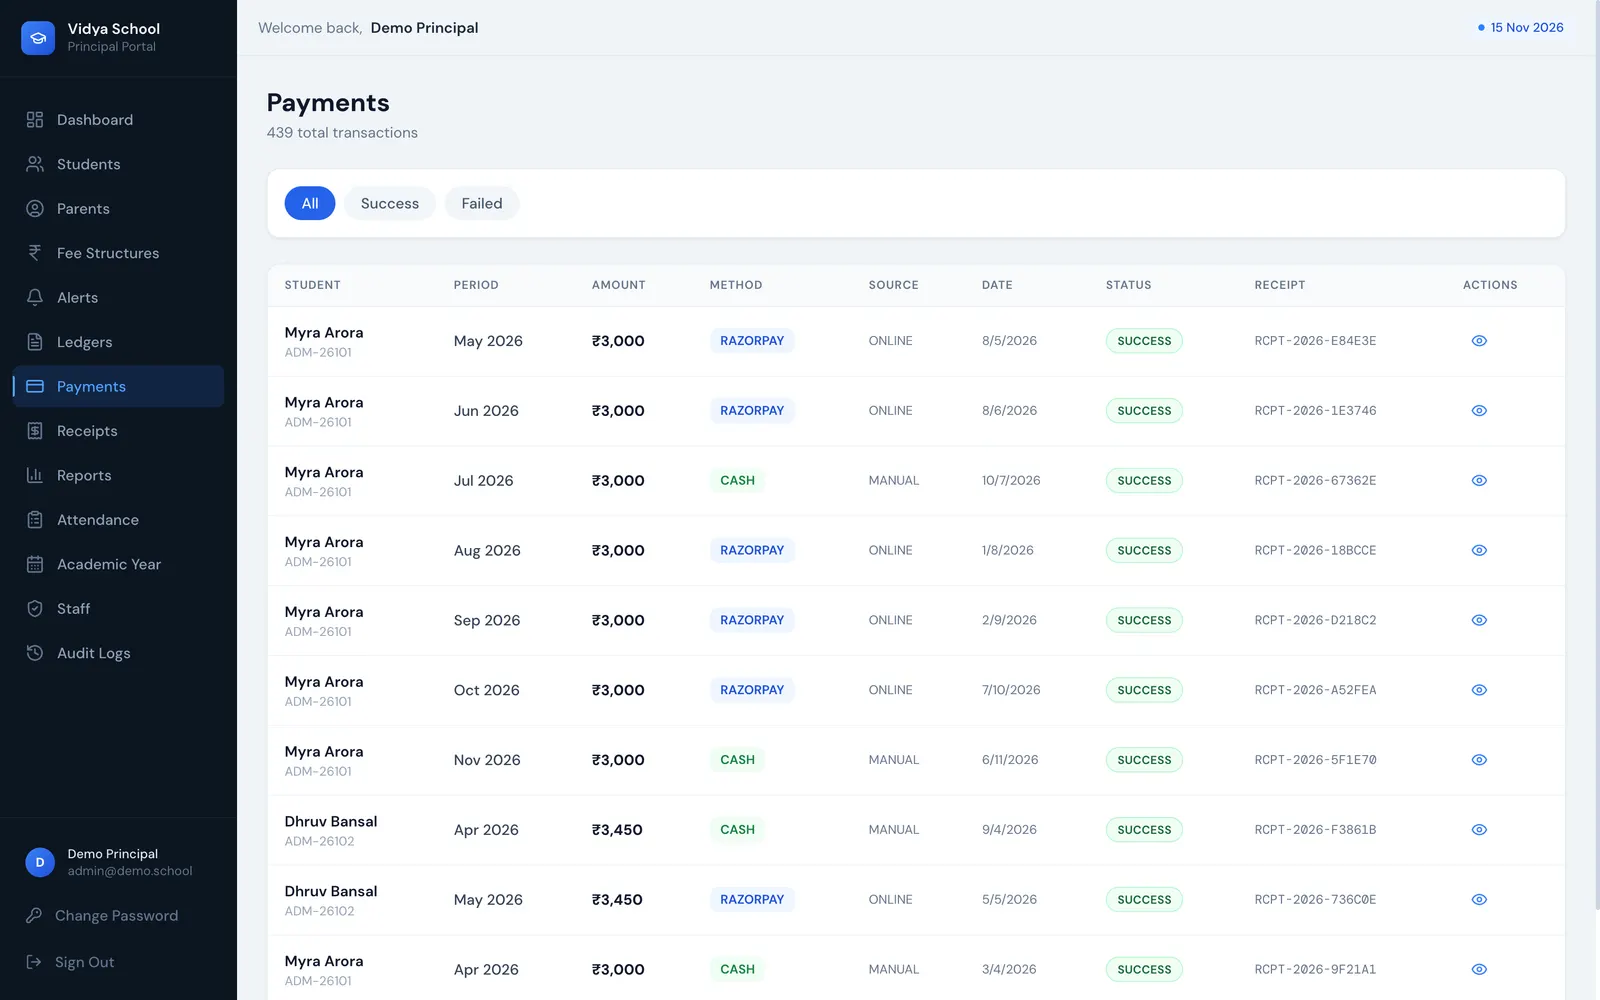 Vidya School
Principal Portal
Dashboard
Students
Parents
Fee Structures
Alerts
Ledgers
Payments
Receipts
Reports
Attendance
Academic Year
Staff
Audit Logs
D
Demo Principal
admin@demo.school
Change Password
Sign Out
Welcome back, Demo Principal
15 Nov 2026
Payments
439 total transactions
All Success Failed
STUDENT PERIOD AMOUNT METHOD SOURCE DATE STATUS RECEIPT ACTIONS
Myra Arora
ADM-26101
May 2026 ₹3,000 RAZORPAY ONLINE 8/5/2026 SUCCESS RCPT-2026-E84E3E
Myra Arora
ADM-26101
Jun 2026 ₹3,000 RAZORPAY ONLINE 8/6/2026 SUCCESS RCPT-2026-1E3746
Myra Arora
ADM-26101
Jul 2026 ₹3,000 CASH MANUAL 10/7/2026 SUCCESS RCPT-2026-67362E
Myra Arora
ADM-26101
Aug 2026 ₹3,000 RAZORPAY ONLINE 1/8/2026 SUCCESS RCPT-2026-18BCCE
Myra Arora
ADM-26101
Sep 2026 ₹3,000 RAZORPAY ONLINE 2/9/2026 SUCCESS RCPT-2026-D218C2
Myra Arora
ADM-26101
Oct 2026 ₹3,000 RAZORPAY ONLINE 7/10/2026 SUCCESS RCPT-2026-A52FEA
Myra Arora
ADM-26101
Nov 2026 ₹3,000 CASH MANUAL 6/11/2026 SUCCESS RCPT-2026-5F1E70
Dhruv Bansal
ADM-26102
Apr 2026 ₹3,450 CASH MANUAL 9/4/2026 SUCCESS RCPT-2026-F3861B
Dhruv Bansal
ADM-26102
May 2026 ₹3,450 RAZORPAY ONLINE 5/5/2026 SUCCESS RCPT-2026-736C0E
Myra Arora
ADM-26101
Apr 2026 ₹3,000 CASH MANUAL 3/4/2026 SUCCESS RCPT-2026-9F21A1